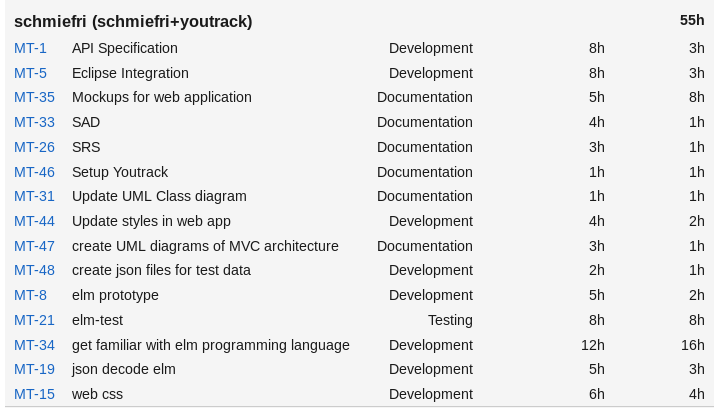 schmiefri (schmiefri+youtrack) 55h
MT-1 API Specification Development 8h 3h
MT-5 Eclipse Integration Development 8h 3h
MT-35 Mockups for web application Documentation 5h 8h
MT-33 SAD Documentation 4h 1h
MT-26 SRS Documentation 3h 1h
MT-46 Setup Youtrack Documentation 1h 1h
MT-31 Update UML Class diagram Documentation 1h 1h
MT-44 Update styles in web app Development 4h 2h
MT-47 create UML diagrams of MVC architecture Documentation 3h 1h
MT-48 create json files for test data Development 2h 1h
MT-8 elm prototype Development 5h 2h
MT-21 elm-test Testing 8h 8h
MT-34 get familiar with elm programming language Development 12h 16h
MT-19 json decode elm Development 5h 3h
MT-15 web css Development 6h 4h